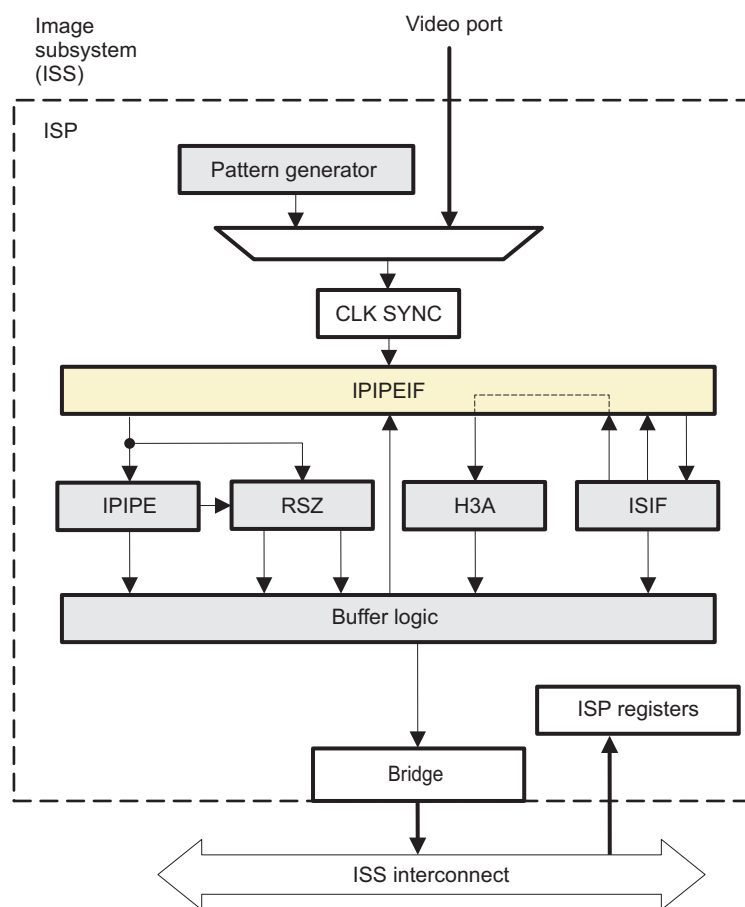 Image
subsystem
(ISS)
Video port
ISP
Pattern generator
CLK SYNC
IPIPEIF
IPIPE
RSZ
H3A
ISIF
Buffer logic
ISP registers
Bridge
ISS interconnect